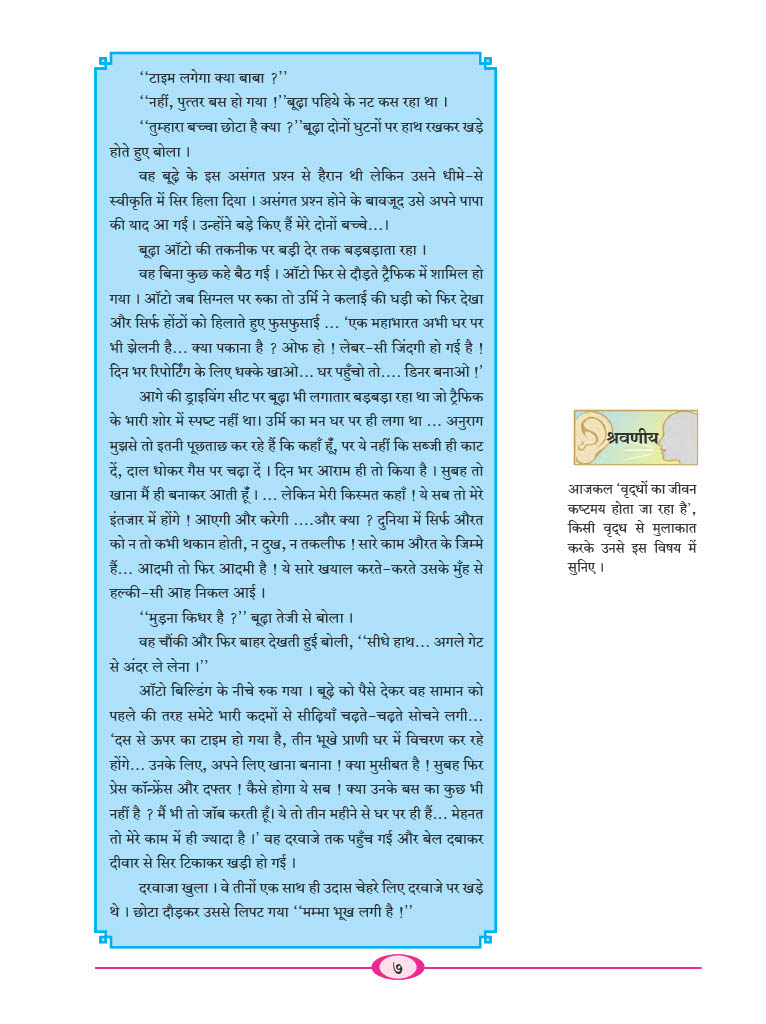 ‘‘टाइम लगेगा क्या बाबा ?’’
‘‘नहीं, पुत्तर बस हो गया !’’बूढ़ा पहिये के नट कस रहा था ।
‘‘तुम्हारा बच्चा छोटा है क्या ?’’बूढ़ा दोनों घुटनों पर हाथ रखकर खड़े
होते हुए बोला ।
वह बूढ़े के इस असंगत प्रश्न से हैरान थी लेकिन उसने धीमे-से
स्वीकृति में सिर हिला दिया । असंगत प्रश्न होने के बावजूद उसे अपने पापा
की याद आ गई । उन्होंने बड़े किए हैं मेरे दोनों बच्चे...।
बूढ़ा ऑटो की तकनीक पर बड़ी देर तक बड़बड़ाता रहा ।
वह बिना कुछ कहे बैठ गई । ऑटो फिर से दौड़ते ट्रैफिक में शामिल हो
गया । ऑटो जब सिग्नल पर रुका तो उर्मि ने कलाई की घड़ी को फिर देखा
और सिर्फ होंठों को हिलाते हुए फुसफुसाई ... ‘एक महाभारत अभी घर पर
भी झेलनी है... क्या पकाना है ? ओफ हो ! लेबर-सी जिंदगी हो गई है !
दिन भर रिपोर्टिंग के लिए धक्के खाओ... घर पहुँचो तो.... डिनर बनाओ !’
आगे की ड्राइविंग सीट पर बूढ़ा भी लगातार बड़बड़ा रहा था जो ट्रैफिक
के भारी शोर में स्पष्ट नहीं था। उर्मि का मन घर पर ही लगा था ... अनुराग
मुझसे तो इतनी पूछताछ कर रहे हैं कि कहाँ हूँ, पर ये नहीं कि सब्जी ही काट
दें, दाल धोकर गैस पर चढ़ा दें । दिन भर आराम ही तो किया है । सुबह तो
खाना मैं ही बनाकर आती हूँ । ... लेकिन मेरी किस्मत कहाँ ! ये सब तो मेरे
इंतजार में होंगे ! आएगी और करेगी ....और क्या ? दुनिया में सिर्फ औरत
को न तो कभी थकान होती, न दुख, न तकलीफ ! सारे काम औरत के जिम्मे
हैं... आदमी तो फिर आदमी है ! ये सारे खयाल करते-करते उसके मुँह से
हल्की-सी आह निकल आई ।
‘‘मुड़ना किधर है ?’’ बूढ़ा तेजी से बोला ।
वह चौंकी और फिर बाहर देखती हुई बोली, ‘‘सीधे हाथ... अगले गेट
से अंदर ले लेना ।’’
ऑटो बिल्डिंग के नीचे रुक गया । बूढ़े को पैसे देकर वह सामान को
पहले की तरह समेटे भारी कदमों से सीढ़ियाँ चढ़ते-चढ़ते सोचने लगी...
‘दस से ऊपर का टाइम हो गया है, तीन भूखे प्राणी घर में विचरण कर रहे
होंगे... उनके लिए, अपने लिए खाना बनाना ! क्या मुसीबत है ! सुबह फिर
प्रेस कॉन्फ्रेंस और दफ्तर ! कैसे होगा ये सब ! क्या उनके बस का कुछ भी
नहीं है ? मैं भी तो जॉब करती हूँ। ये तो तीन महीने से घर पर ही हैं... मेहनत
तो मेरे काम में ही ज्यादा है ।’ वह दरवाजे तक पहुँच गई और बेल दबाकर
दीवार से सिर टिकाकर खड़ी हो गई ।
दरवाजा खुला । वे तीनों एक साथ ही उदास चेहरे लिए दरवाजे पर खड़े
थे । छोटा दौड़कर उससे लिपट गया ‘‘मम्मा भूख लगी है !’’
श्रवणीय
आजकल ‘वृद्धों का जीवन
कष्टमय होता जा रहा है’,
किसी वृद्ध से मुलाकात
करके उनसे इस विषय में
सुनिए ।
७